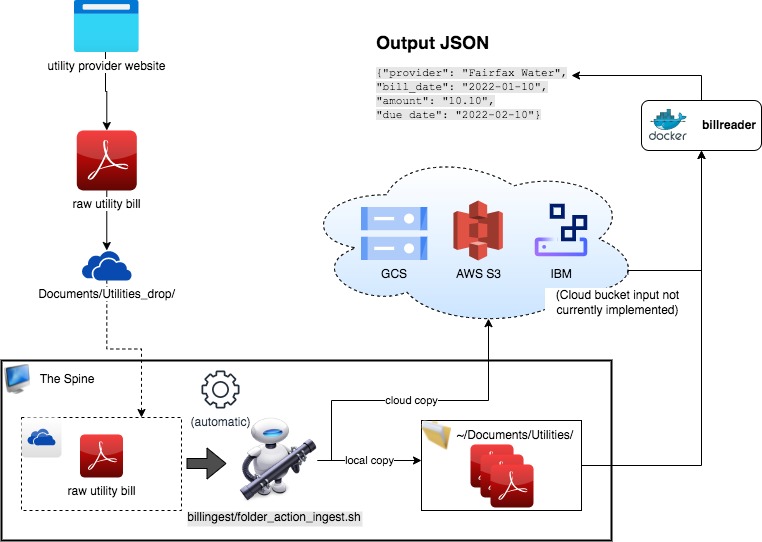 utility provider website
Output JSON
{"provider": "Fairfax Water",
"bill_date": "2022-01-10",
"amount": "10.10",
"due date": "2022-02-10"}
docker
billreader
raw utility bill
GCS
AWS S3
IBM
Documents/Utilities_drop/
(Cloud bucket input not
currently implemented)
The Spine
(automatic)
cloud copy
~/Documents/Utilities/
local copy
raw utility bill
billingest/folder_action_ingest.sh